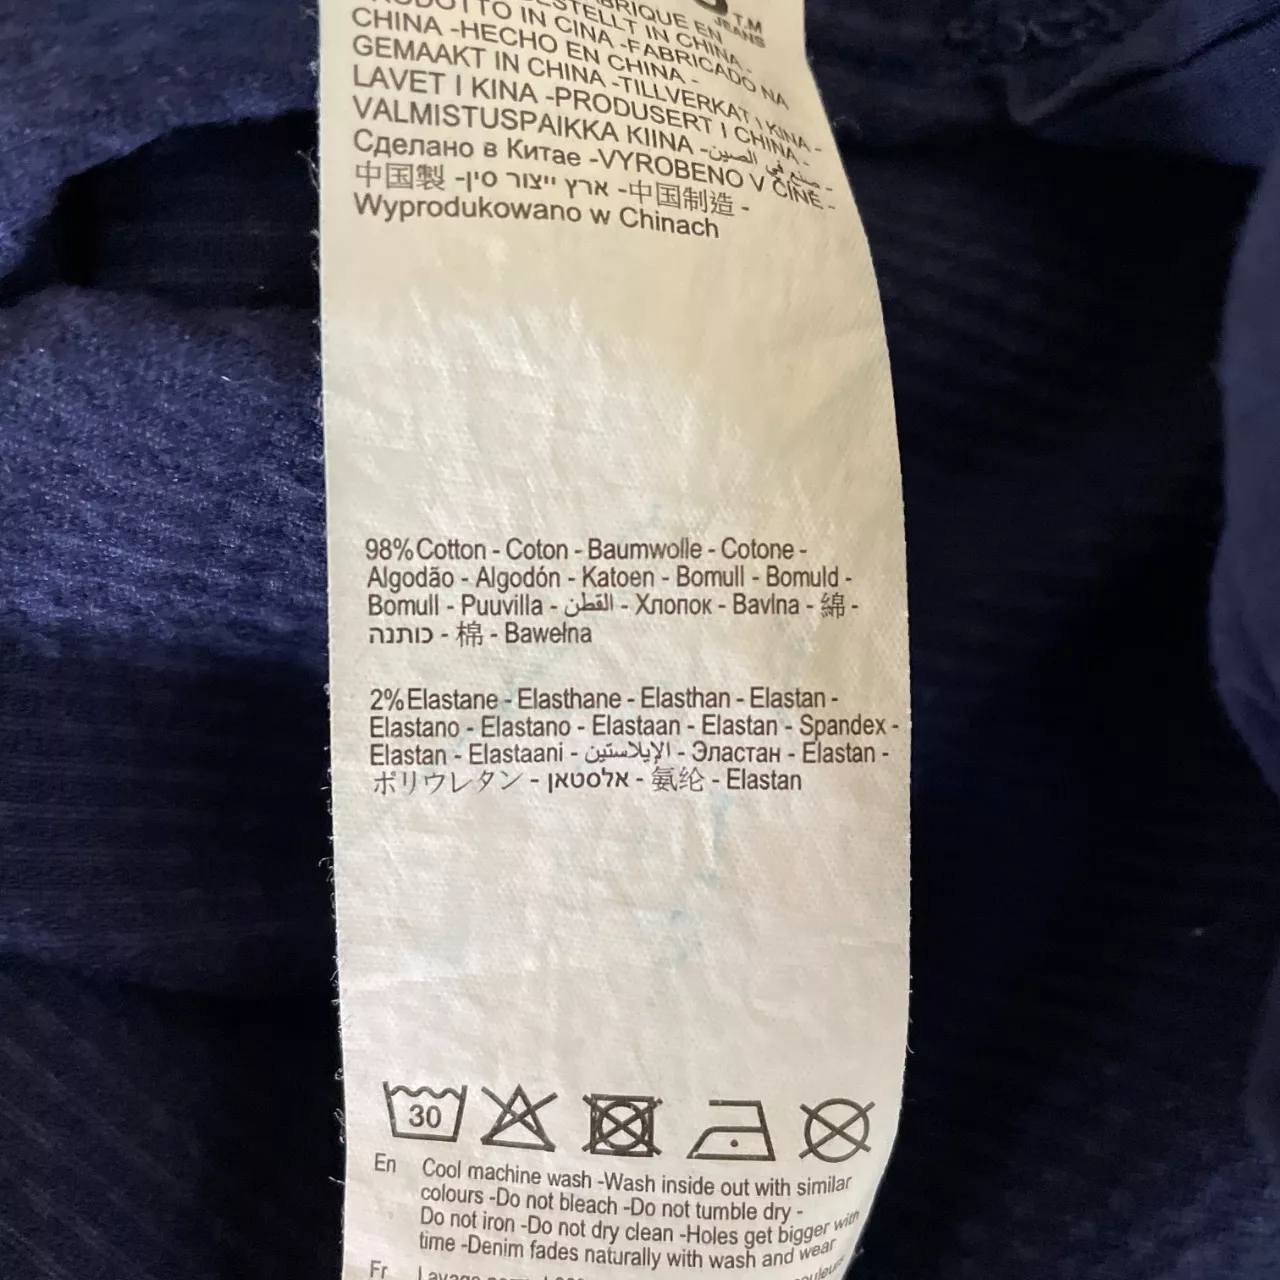 T.M
JEANS
BRIQUE EN
ESTELLT IN CHINA -
PRODOTTO IN CINA -FABRICADO NA
CHINA -HECHO EN CHINA -
GEMAAKT IN CHINA -TILLVERKAT I KINA -
LAVET I KINA -PRODUSERT I CHINA -
VALMISTUSPAIKKA KIINA - صنع في الصين -
Сделано в Китае -VYROBENO V ČÍNĚ -
中国製 - ארץ ייצור סין -中国制造 -
Wyprodukowano w Chinach
98% Cotton - Coton - Baumwolle - Cotone -
Algodão - Algodón - Katoen - Bomull - Bomuld -
Bomull - Puuvilla - القطن - Хлопок - Bavlna - 綿 -
כותנה - 棉 - Bawełna
2% Elastane - Elasthane - Elasthan - Elastan -
Elastano - Elastano - Elastaan - Elastan - Spandex -
Elastan - Elastaani - الإيلاستين - Эластан - Elastan -
ポリウレタン - אלסטאן - 氨纶 - Elastan
30
En Cool machine wash -Wash inside out with similar
colours -Do not bleach -Do not tumble dry -
Do not iron -Do not dry clean -Holes get bigger with
time -Denim fades naturally with wash and wear
Fr Lavage